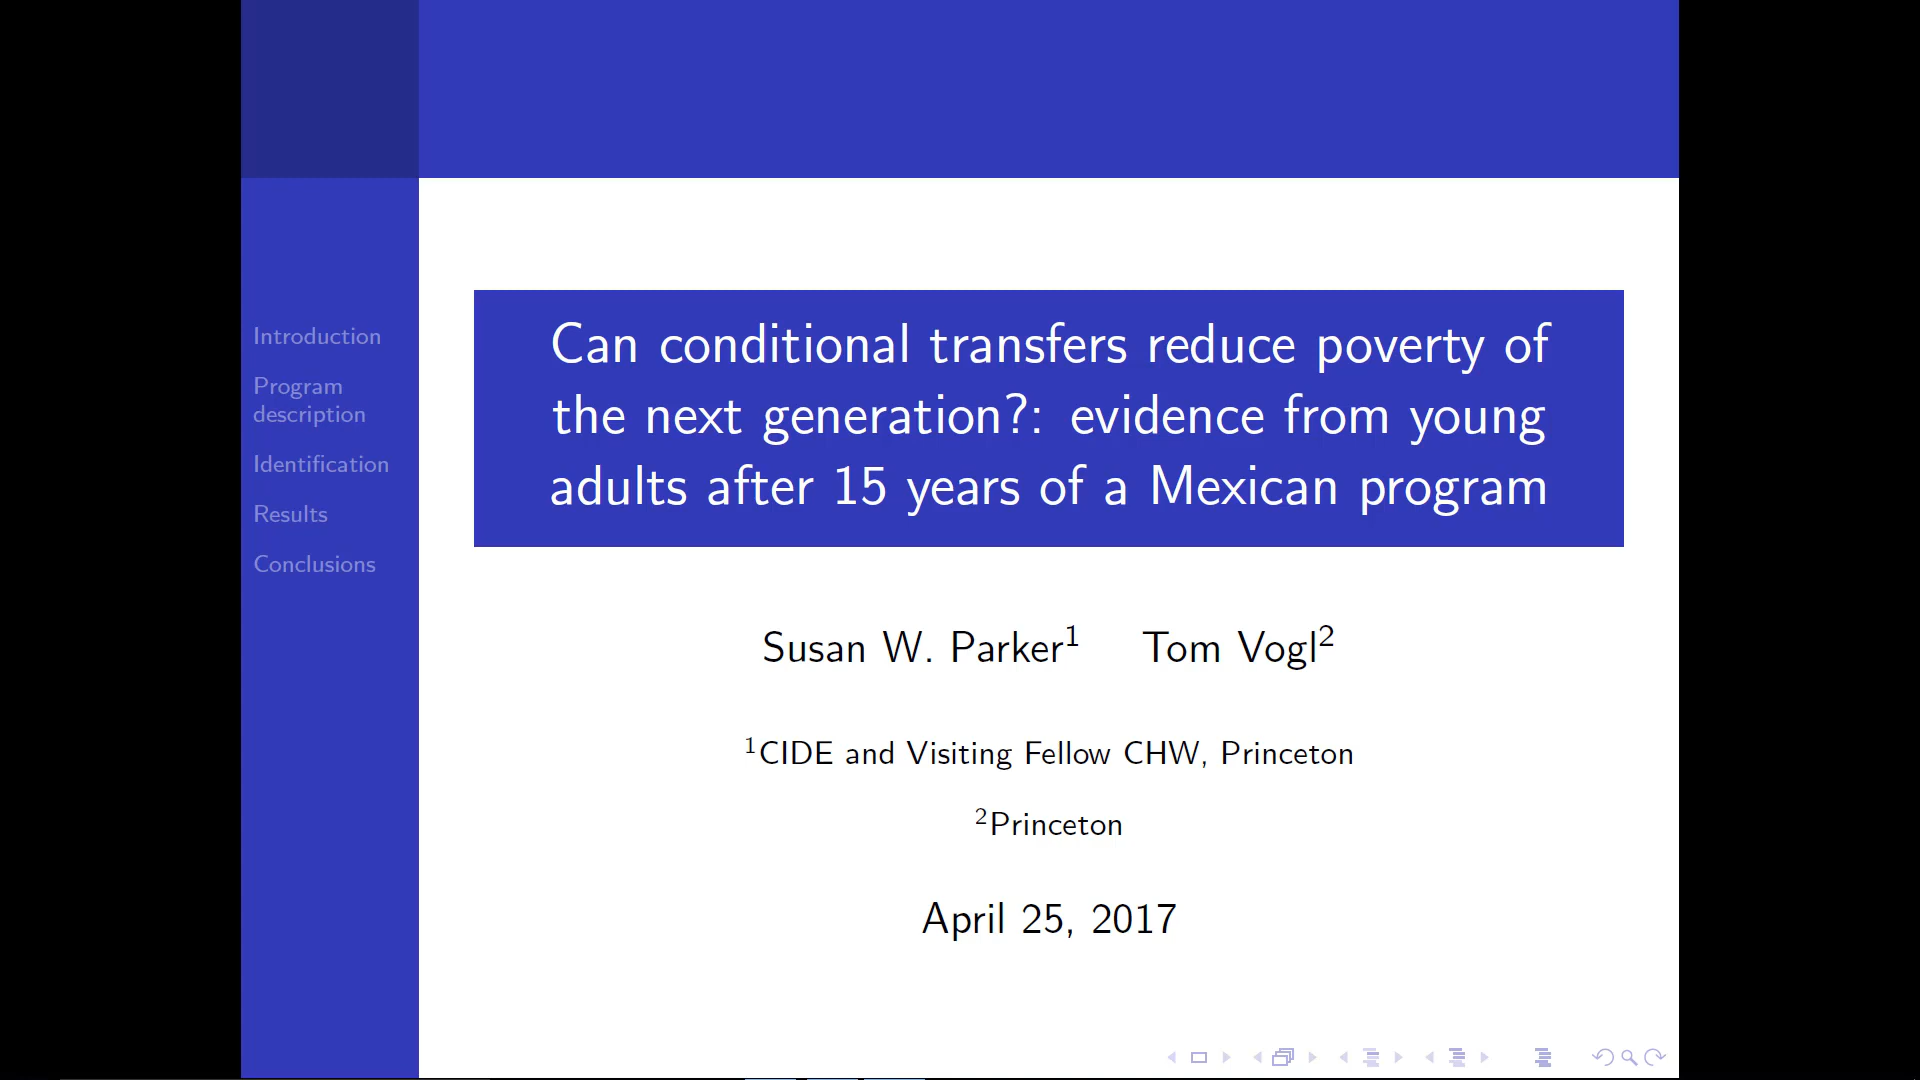 Introduction
Program
description
Identification
Results
Conclusions
Can conditional transfers reduce poverty of
the next generation?: evidence from young
adults after 15 years of a Mexican program
Susan W. Parker¹ Tom Vogl²
¹CIDE and Visiting Fellow CHW, Princeton
²Princeton
April 25, 2017